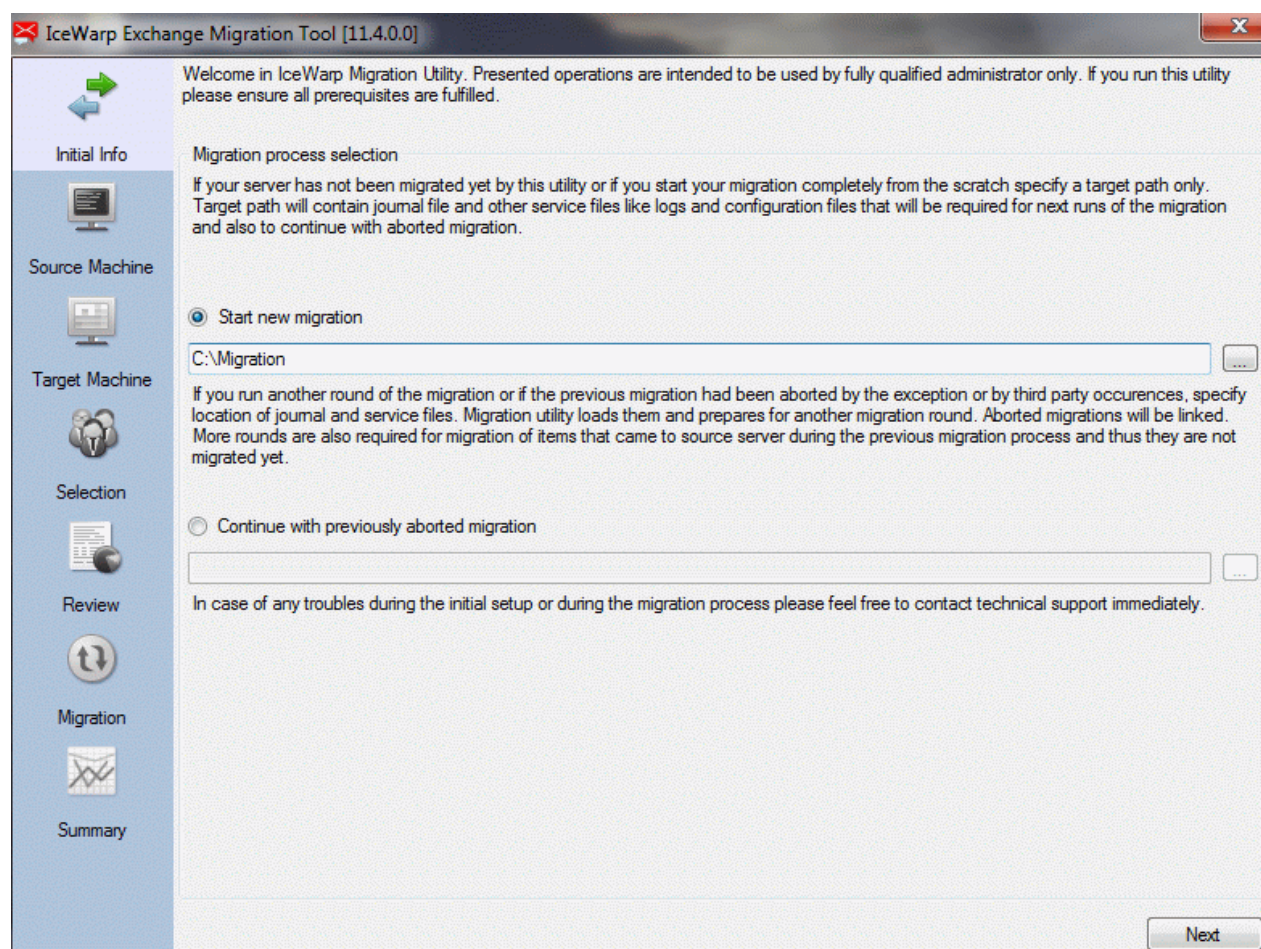 IceWarp Exchange Migration Tool [11.4.0.0]
X
Initial Info
Source Machine
Target Machine
Selection
Review
Migration
Summary
Welcome in IceWarp Migration Utility. Presented operations are intended to be used by fully qualified administrator only. If you run this utility
please ensure all prerequisites are fulfilled.
Migration process selection
If your server has not been migrated yet by this utility or if you start your migration completely from the scratch specify a target path only.
Target path will contain journal file and other service files like logs and configuration files that will be required for next runs of the migration
and also to continue with aborted migration.
Start new migration
C:\Migration
...
If you run another round of the migration or if the previous migration had been aborted by the exception or by third party occurences, specify
location of journal and service files. Migration utility loads them and prepares for another migration round. Aborted migrations will be linked.
More rounds are also required for migration of items that came to source server during the previous migration process and thus they are not
migrated yet.
Continue with previously aborted migration
...
In case of any troubles during the initial setup or during the migration process please feel free to contact technical support immediately.
Next